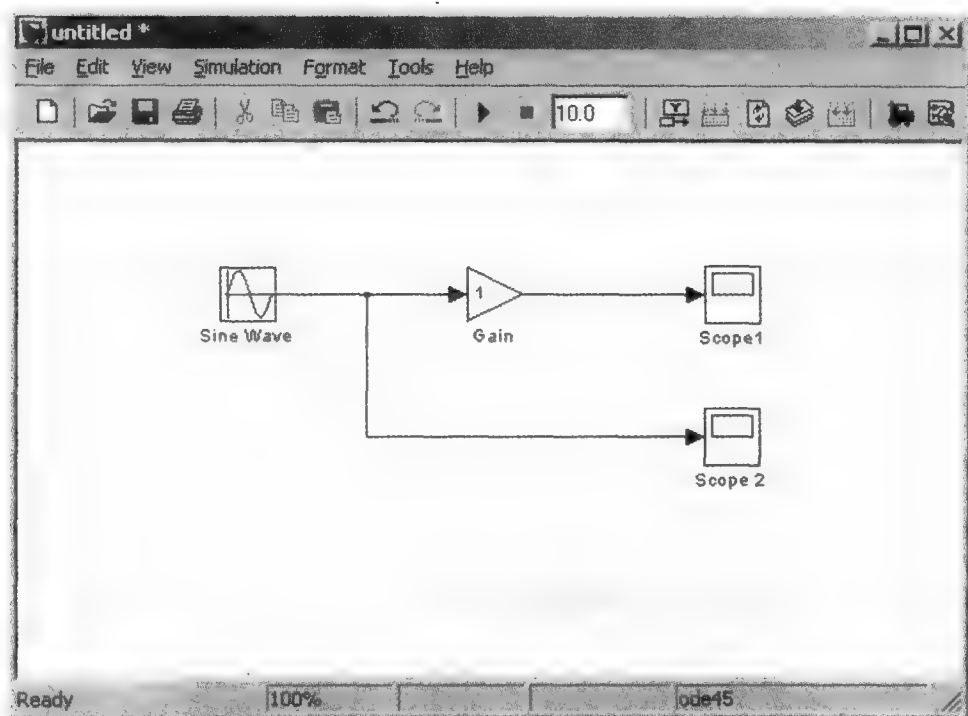 untitled *
File Edit View Simulation Format Tools Help
10.0
Sine Wave
1
Gain
Scope1
Scope 2
Ready 100% ode45